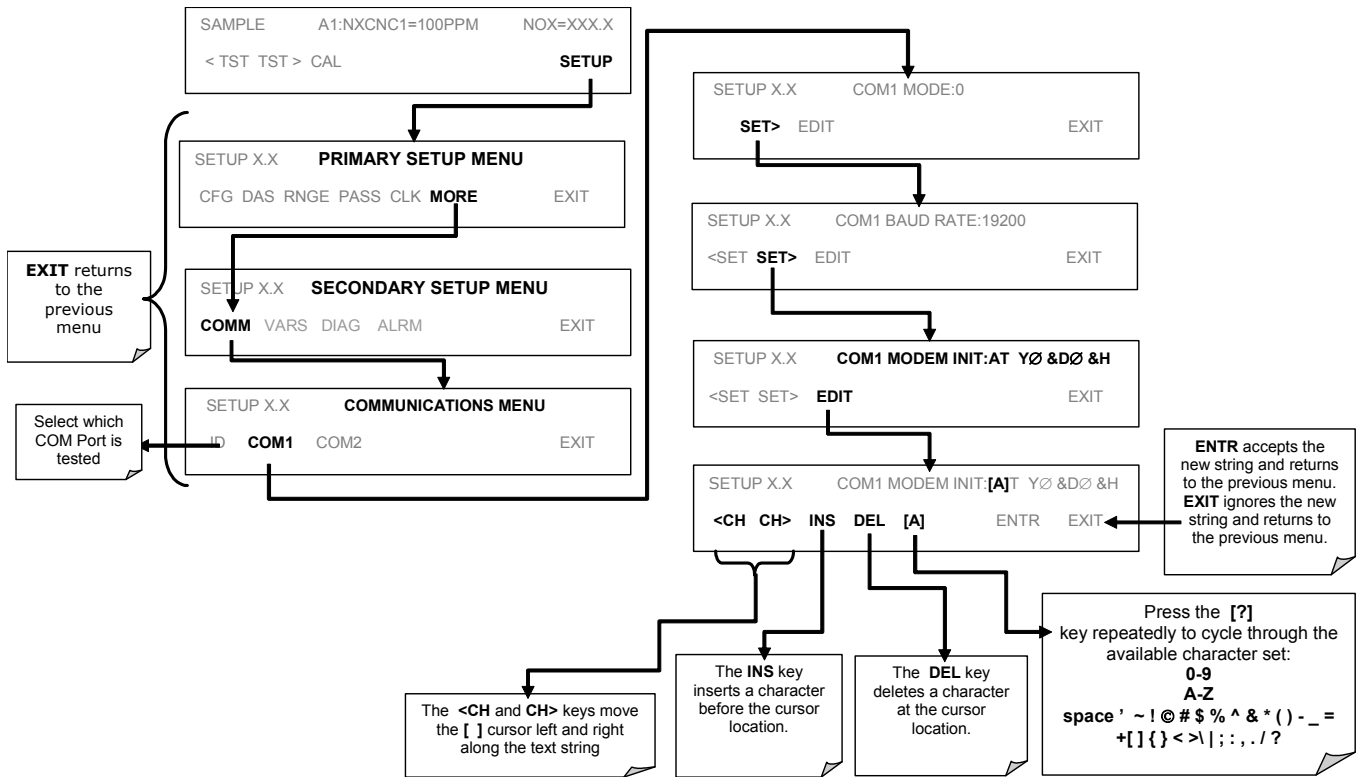 SAMPLE A1:NXCNC1=100PPM NOX=XXX.X
< TST TST > CAL SETUP
SETUP X.X PRIMARY SETUP MENU
CFG DAS RNGE PASS CLK MORE EXIT
EXIT returns
to the
previous
menu
SETUP X.X SECONDARY SETUP MENU
COMM VARS DIAG ALRM EXIT
Select which
COM Port is
tested
SETUP X.X COMMUNICATIONS MENU
ID COM1 COM2 EXIT
SETUP X.X COM1 MODE:0
SET> EDIT EXIT
SETUP X.X COM1 BAUD RATE:19200
<SET SET> EDIT EXIT
SETUP X.X COM1 MODEM INIT:AT Y∅ &D∅ &H
<SET SET> EDIT EXIT
SETUP X.X COM1 MODEM INIT:[A]T Y∅ &D∅ &H
<CH CH> INS DEL [A] ENTR EXIT
ENTR accepts the
new string and returns
to the previous menu.
EXIT ignores the new
string and returns to
the previous menu.
The <CH and CH> keys move
the [ ] cursor left and right
along the text string
The INS key
inserts a character
before the cursor
location.
The DEL key
deletes a character
at the cursor
location.
Press the [?]
key repeatedly to cycle through the
available character set:
0-9
A-Z
space ’ ~ ! © # $ % ^ & * ( ) - _ =
+[ ] { } < >\ | ; : , . / ?